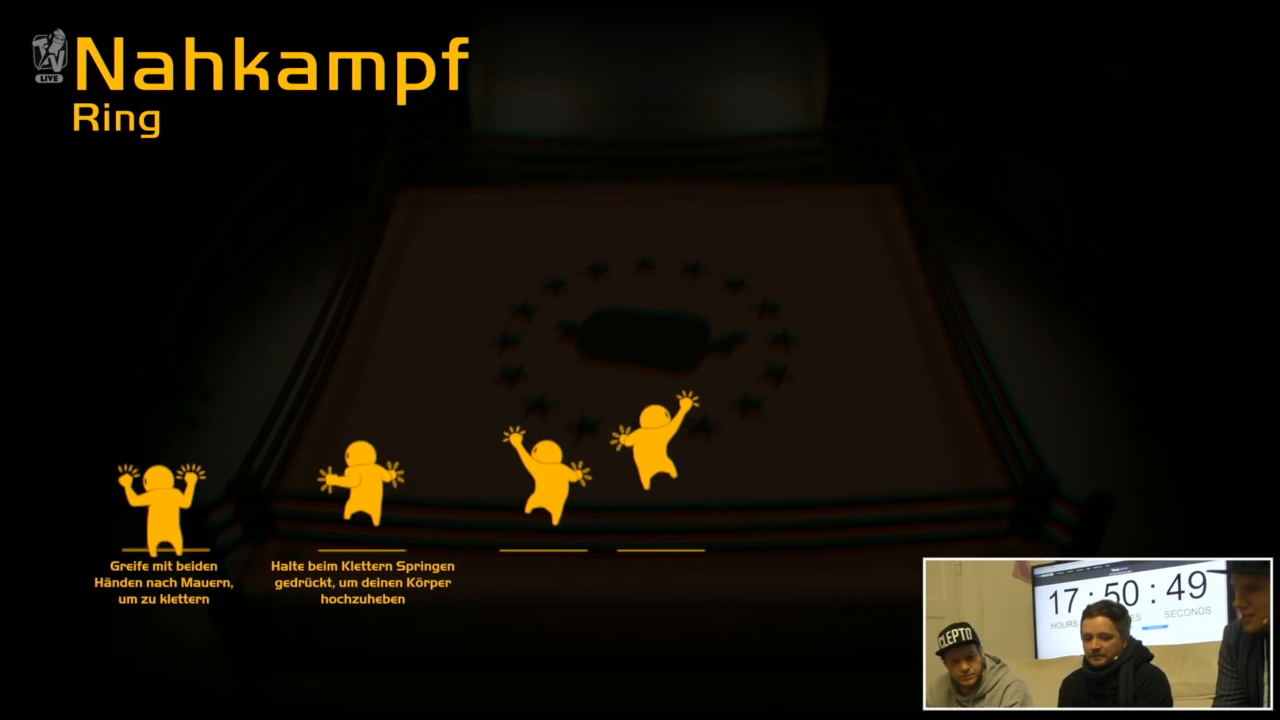 LIVE
Nahkampf
Ring
Greife mit beiden
Händen nach Mauern,
um zu klettern
Halte beim Klettern Springen
gedrückt, um deinen Körper
hochzuheben
CLEPTO
17 : 50 : 49
HOURS
SECONDS